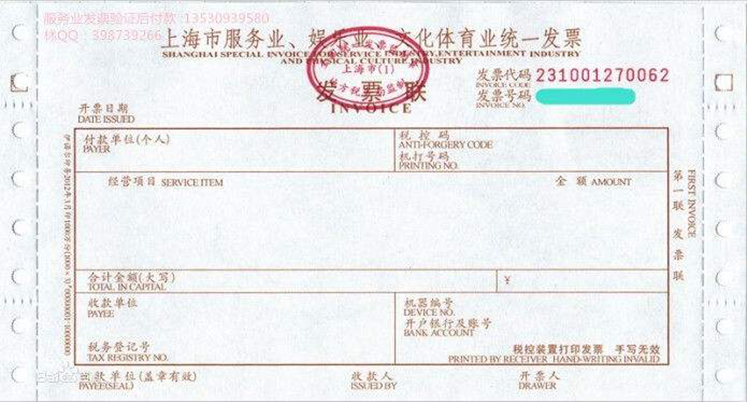 服务业发票验证后付款 13530939580
林QQ：398739266
上海市服务业、娱乐业、文化体育业统一发票
SHANGHAI SPECIAL INVOICE FOR SERVICE INDUSTRY, ENTERTAINMENT INDUSTRY
AND PHYSICAL CULTURE INDUSTRY
上海市(1)
发票联
INVOICE
发票代码 231001270062
INVOICE CODE
发票号码
INVOICE NO.
开票日期
DATE ISSUED
付款单位(个人)
PAYER
税控码
ANTI-FORGERY CODE
机打号码
PRINTING NO.
经营项目 SERVICE ITEM
金额 AMOUNT
合计金额(大写)
TOTAL IN CAPITAL
¥
收款单位
PAYEE
机器编号
DEVICE NO.
开户银行及账号
BANK ACCOUNT
税务登记号
TAX REGISTRY NO.
税控装置打印发票 手写无效
PRINTED BY RECEIVER HAND-WRITING INVALID
收款单位(盖章有效)
PAYEE(SEAL)
收款人
ISSUED BY
开票人
DRAWER
第一联 发票联
FIRST INVOICE